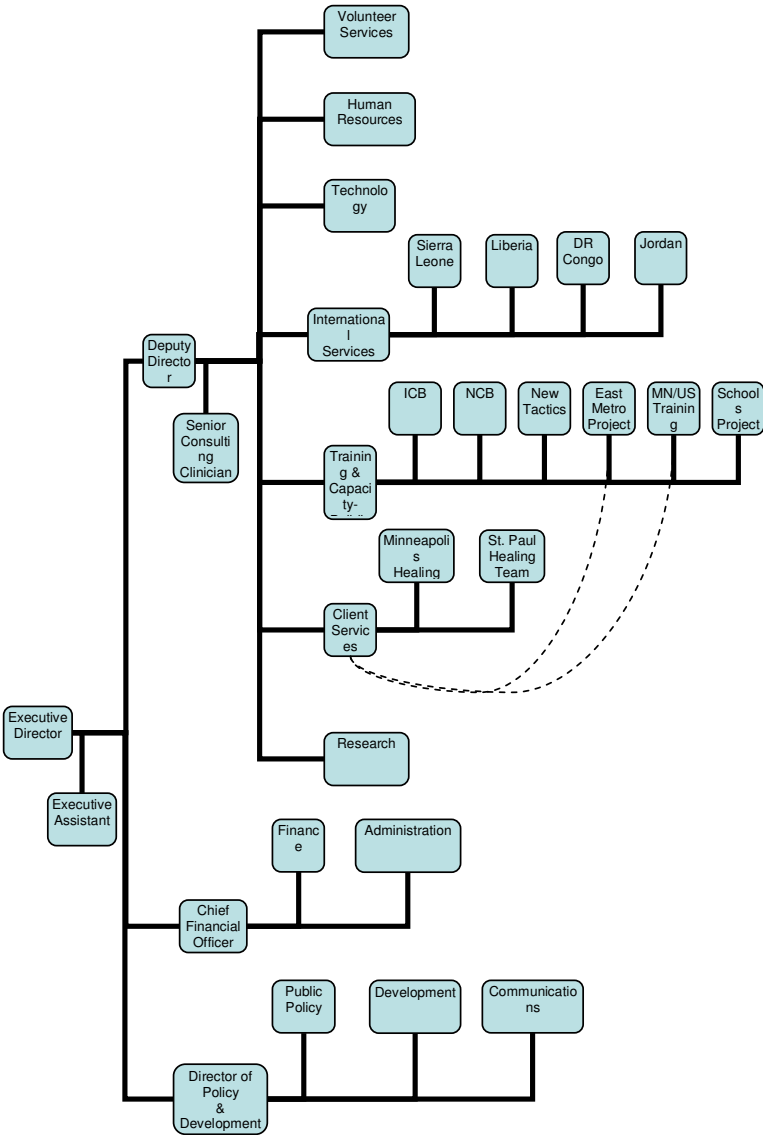 Volunteer
Services
Human
Resources
Technolo
gy
Sierra
Leone
Liberia
DR
Congo
Jordan
Internationa
l
Services
Deputy
Directo
r
Senior
Consulti
ng
Clinician
ICB
NCB
New
Tactics
East
Metro
Project
MN/US
Trainin
g
School
s
Project
Trainin
g &
Capaci
ty-
Minneapoli
s
Healing
St. Paul
Healing
Team
Client
Servic
es
Executive
Director
Research
Executive
Assistant
Financ
e
Administration
Chief
Financial
Officer
Public
Policy
Development
Communicatio
ns
Director of
Policy
&
Development